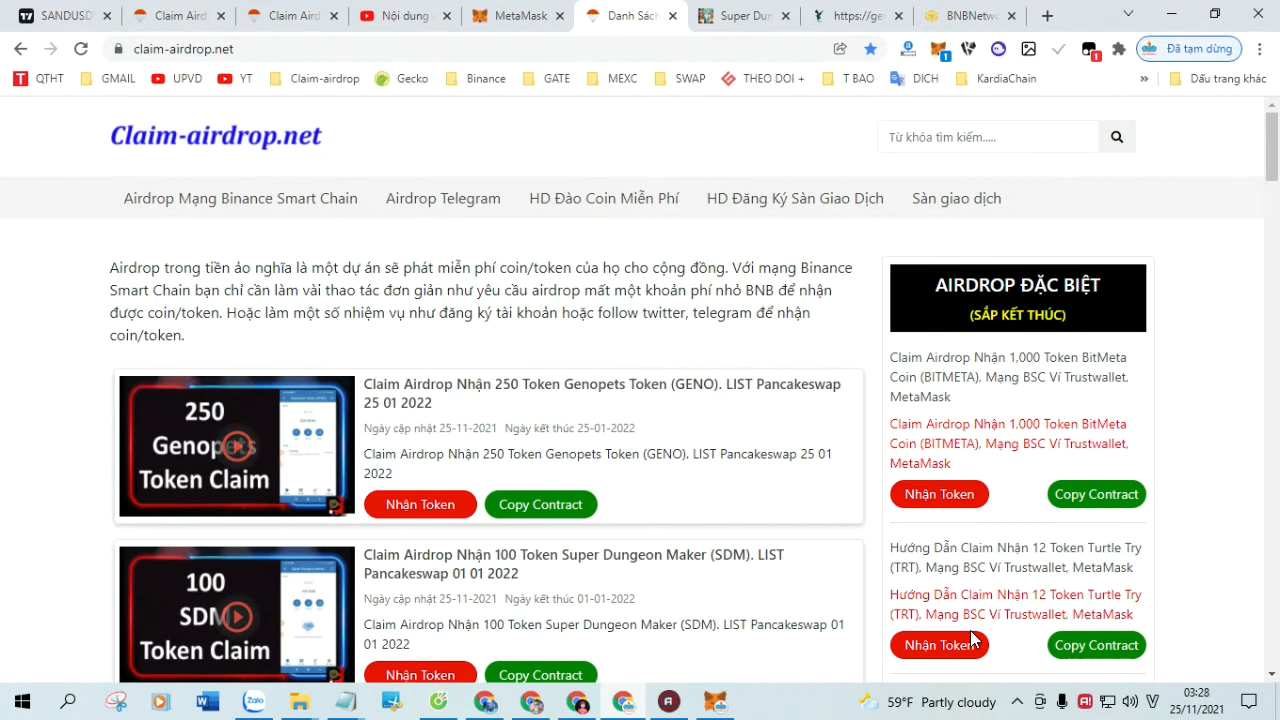 SANDUSD
Claim Air
Claim Air
Nội dung
MetaMask
Danh Sách
Super Dun
https://ge
BNBNetwo
claim-airdrop.net
1
1
Đã tạm dừng
QTHT
GMAIL
UPVD
YT
Claim-airdrop
Gecko
Binance
GATE
MEXC
SWAP
THEO DOI +
T BAO
DICH
KardiaChain
»
Dấu trang khác
Claim-airdrop.net
Từ khóa tìm kiếm.....
Airdrop Mạng Binance Smart Chain
Airdrop Telegram
HD Đào Coin Miễn Phí
HD Đăng Ký Sàn Giao Dịch
Sàn giao dịch
Airdrop trong tiền ảo nghĩa là một dự án sẽ phát miễn phí coin/token của họ cho cộng đồng. Với mạng Binance
Smart Chain bạn chỉ cần làm vài thao tác đơn giản như yêu cầu airdrop mất một khoản phí nhỏ BNB để nhận
được coin/token. Hoặc làm một số nhiệm vụ như đăng ký tài khoản hoặc follow twitter, telegram để nhận
coin/token.
250
Genopets
Token Claim
Claim Airdrop Nhận 250 Token Genopets Token (GENO). LIST Pancakeswap
25 01 2022
Ngày cập nhật 25-11-2021 Ngày kết thúc 25-01-2022
Claim Airdrop Nhận 250 Token Genopets Token (GENO). LIST Pancakeswap 25 01
2022
Nhận Token
Copy Contract
100
SDM
Token Claim
Claim Airdrop Nhận 100 Token Super Dungeon Maker (SDM). LIST
Pancakeswap 01 01 2022
Ngày cập nhật 25-11-2021 Ngày kết thúc 01-01-2022
Claim Airdrop Nhận 100 Token Super Dungeon Maker (SDM). LIST Pancakeswap 01
01 2022
Nhận Token
Copy Contract
AIRDROP ĐẶC BIỆT
(SẮP KẾT THÚC)
Claim Airdrop Nhận 1,000 Token BitMeta
Coin (BITMETA), Mạng BSC Ví Trustwallet,
MetaMask
Claim Airdrop Nhận 1,000 Token BitMeta
Coin (BITMETA), Mạng BSC Ví Trustwallet,
MetaMask
Nhận Token
Copy Contract
Hướng Dẫn Claim Nhận 12 Token Turtle Try
(TRT), Mạng BSC Ví Trustwallet, MetaMask
Hướng Dẫn Claim Nhận 12 Token Turtle Try
(TRT), Mạng BSC Ví Trustwallet, MetaMask
Nhận Token
Copy Contract
Zalo
59°F Partly cloudy
03:28
25/11/2021